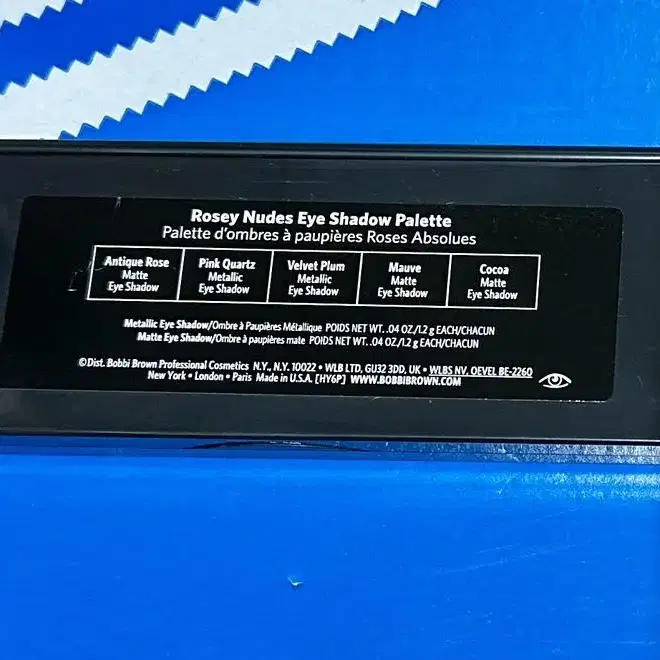 Rosey Nudes Eye Shadow Palette
Palette d'ombres à paupières Roses Absolues
Antique Rose
Matte
Eye Shadow
Pink Quartz
Metallic
Eye Shadow
Velvet Plum
Metallic
Eye Shadow
Mauve
Matte
Eye Shadow
Cocoa
Matte
Eye Shadow
Metallic Eye Shadow/Ombre à Paupières Métallique POIDS NET WT. .04 OZ./1.2 g EACH/CHACUN
Matte Eye Shadow/Ombre à paupières mate POIDS NET WT. .04 OZ./1.2 g EACH/CHACUN
©Dist. Bobbi Brown Professional Cosmetics N.Y., N.Y. 10022 • WLB LTD, GU32 3DD, UK • WLBS NV, OEVEL BE-2260
New York • London • Paris Made in U.S.A. [HY6P] WWW.BOBBIBROWN.COM